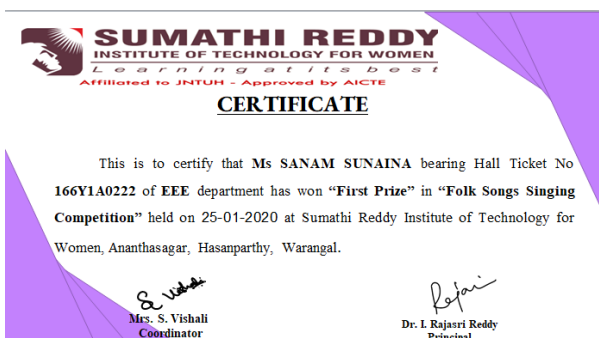 SUMATHI REDDY
INSTITUTE OF TECHNOLOGY FOR WOMEN
Learning at its best
Affiliated to JNTUH - Approved by AICTE
CERTIFICATE
This is to certify that Ms SANAM SUNAINA bearing Hall Ticket No
166Y1A0222 of EEE department has won “First Prize” in “Folk Songs Singing
Competition” held on 25-01-2020 at Sumathi Reddy Institute of Technology for
Women, Ananthasagar, Hasanparthy, Warangal.
S. Vishali
Mrs. S. Vishali
Coordinator
Dr. I. Rajasri Reddy
Principal